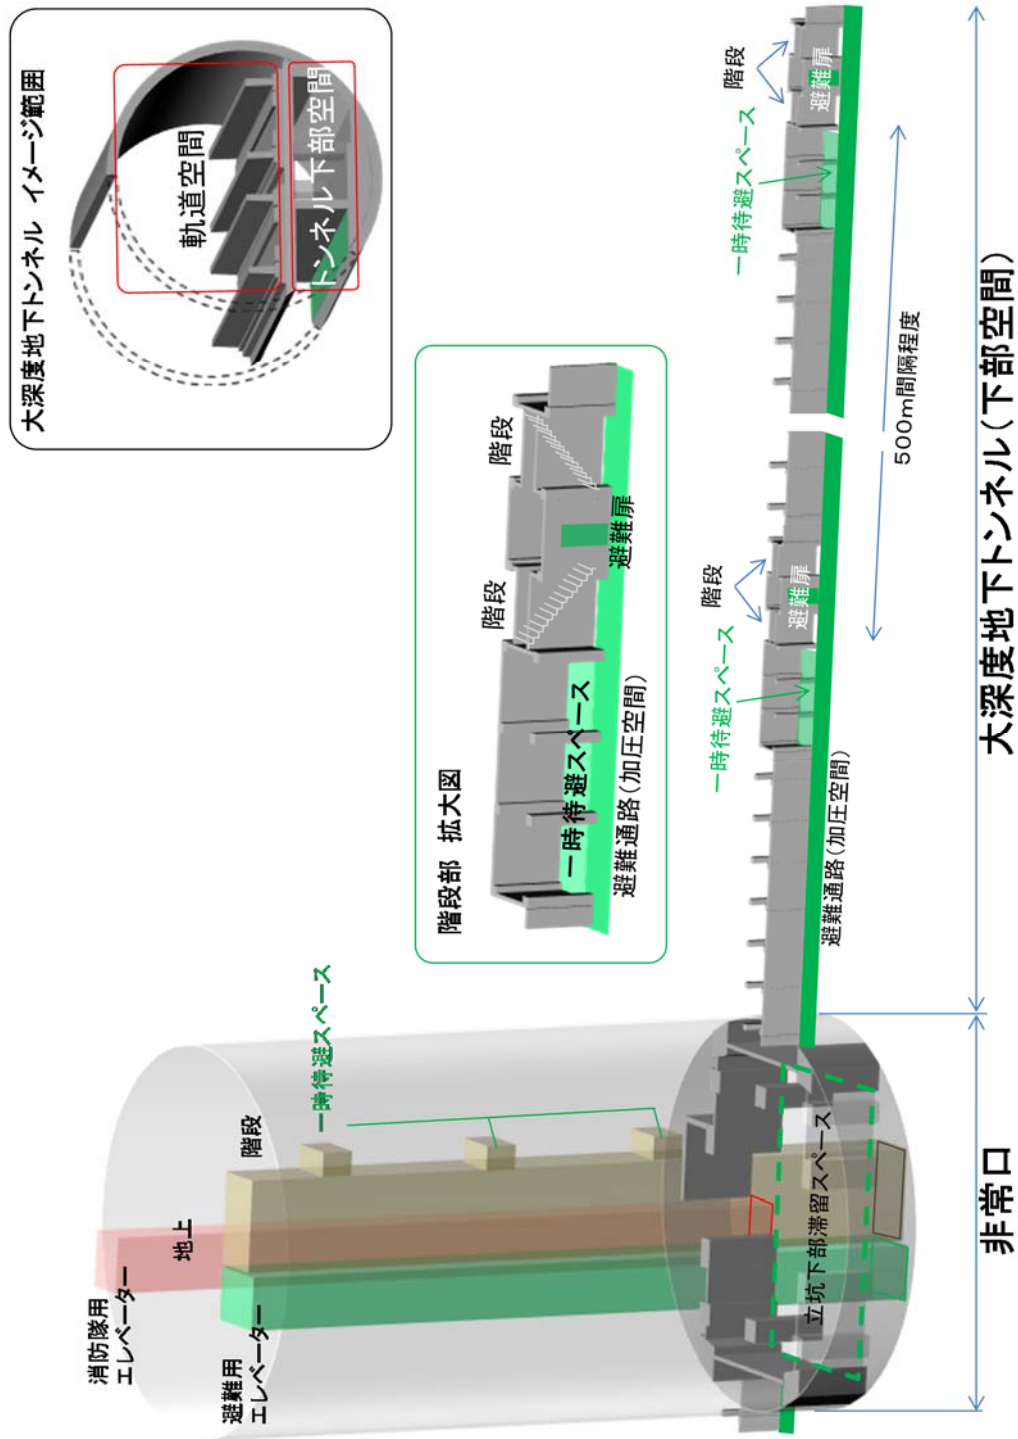 大深度地下トンネル イメージ範囲
軌道空間
トンネル下部空間
階段部 拡大図
階段
階段
避難扉
一時待避スペース
避難通路(加圧空間)
消防隊用
エレベーター
地上
階段
避難用
エレベーター
一時待避スペース
立坑下部滞留スペース
一時待避スペース
階段
避難扉
一時待避スペース
階段
避難扉
避難通路(加圧空間)
500m間隔程度
非常口
大深度地下トンネル(下部空間)